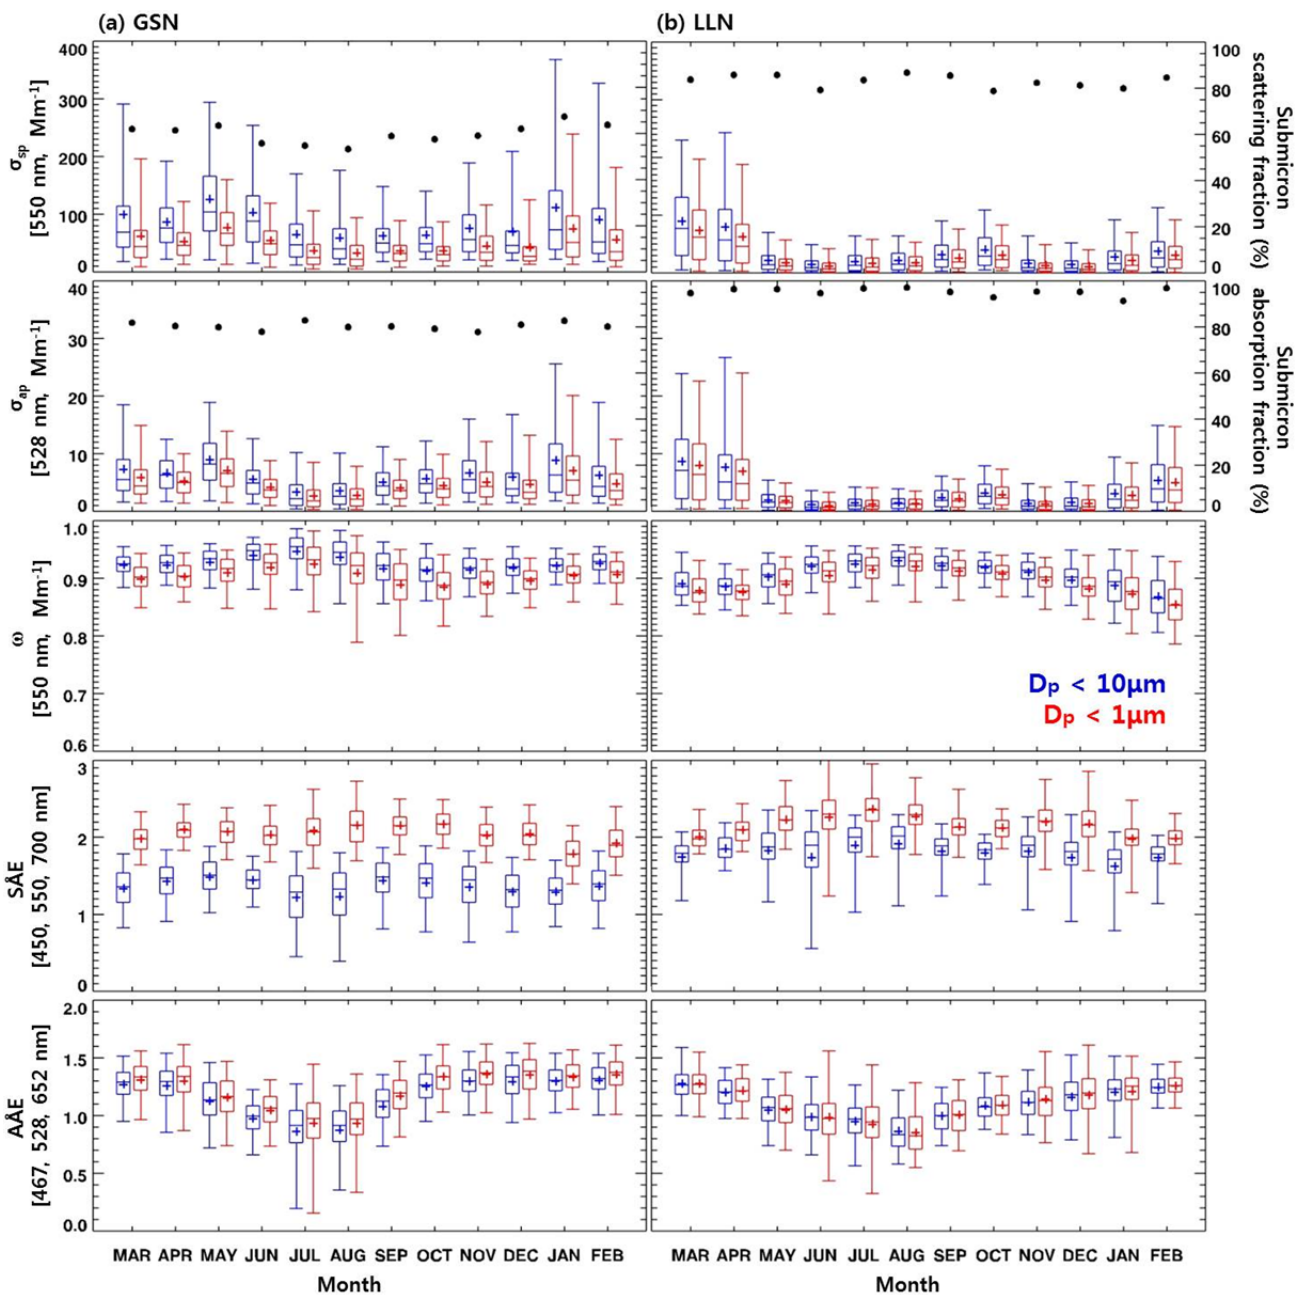 (a) GSN
(b) LLN
σsp
[550 nm, Mm-1]
400
300
200
100
0
100
80
60
40
20
0
Submicron
scattering fraction (%)
σap
[528 nm, Mm-1]
40
30
20
10
0
100
80
60
40
20
0
Submicron
absorption fraction (%)
ω
[550 nm, Mm-1]
1.0
0.9
0.8
0.7
0.6
Dp < 10μm
Dp < 1μm
SÅE
[450, 550, 700 nm]
3
2
1
0
AÅE
[467, 528, 652 nm]
2.0
1.5
1.0
0.5
0.0
MAR APR MAY JUN JUL AUG SEP OCT NOV DEC JAN FEB
MAR APR MAY JUN JUL AUG SEP OCT NOV DEC JAN FEB
Month
Month